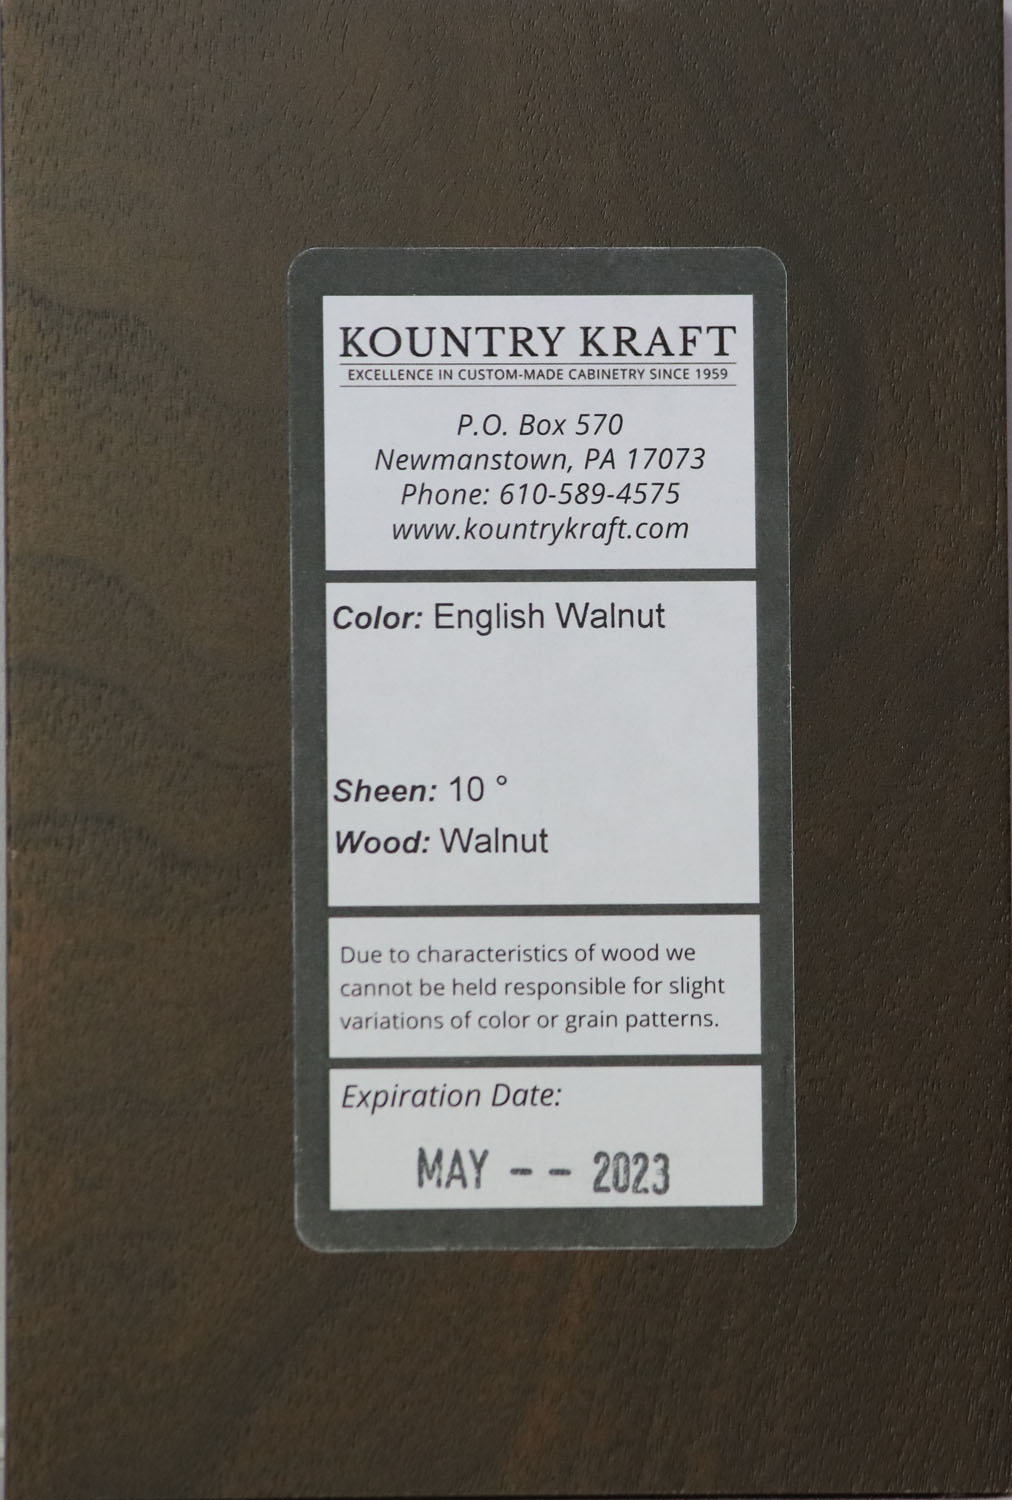 KOUNTRY KRAFT
EXCELLENCE IN CUSTOM-MADE CABINETRY SINCE 1959
P.O. Box 570
Newmanstown, PA 17073
Phone: 610-589-4575
www.kountrykraft.com
Color: English Walnut
Sheen: 10 °
Wood: Walnut
Due to characteristics of wood we
cannot be held responsible for slight
variations of color or grain patterns.
Expiration Date:
MAY -- 2023